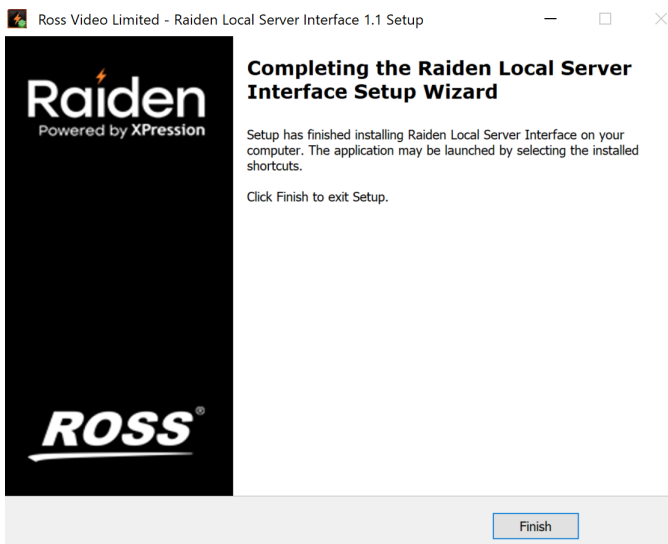 Ross Video Limited - Raiden Local Server Interface 1.1 Setup
Raiden
Powered by XPression
Completing the Raiden Local Server
Interface Setup Wizard
Setup has finished installing Raiden Local Server Interface on your
computer. The application may be launched by selecting the installed
shortcuts.
Click Finish to exit Setup.
ROSS®
Finish